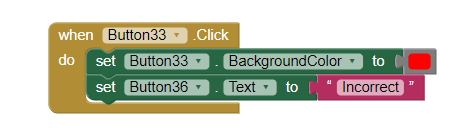 when Button33 .Click
do set Button33 . BackgroundColor to
set Button36 . Text to " Incorrect "